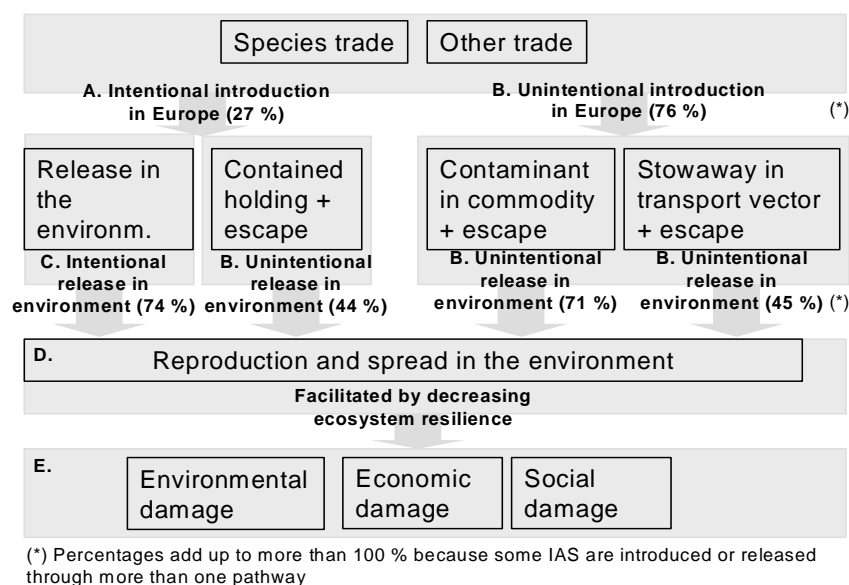 Species trade
Other trade
A. Intentional introduction
in Europe (27 %)
B. Unintentional introduction
in Europe (76 %)
(*)
Release in
the
environm.
Contained
holding +
escape
Contaminant
in commodity
+ escape
Stowaway in
transport vector
+ escape
C. Intentional
release in
environment (74 %)
B. Unintentional
release in
environment (44 %)
B. Unintentional
release in
environment (71 %)
B. Unintentional
release in
environment (45 %) (*)
D.
Reproduction and spread in the environment
Facilitated by decreasing
ecosystem resilience
E.
Environmental
damage
Economic
damage
Social
damage
(*) Percentages add up to more than 100 % because some IAS are introduced or released
through more than one pathway